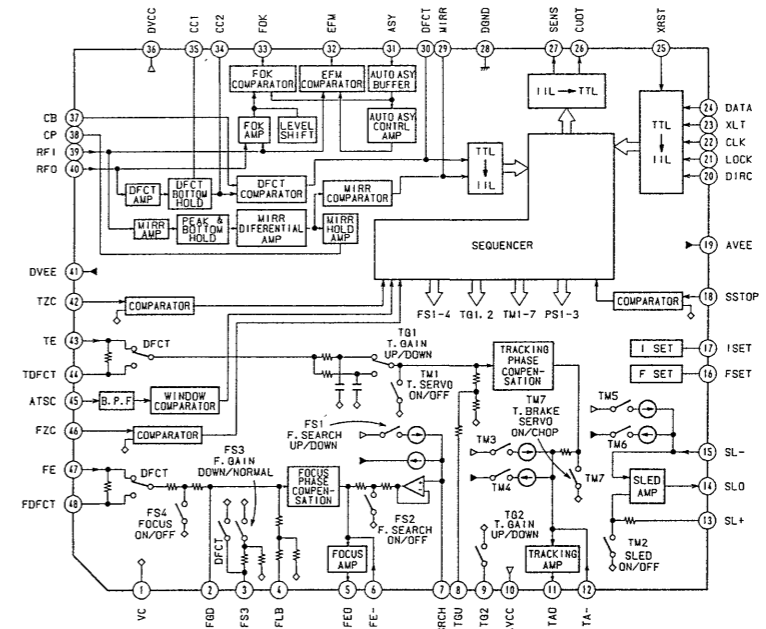 DVCC
CC1
CC2
FOK
EFM
ASY
DFCT
MIRR
DGND
SENS
CUOT
XRST
36
35
34
33
32
31
30
29
28
27
26
25
FOK
COMPARATOR
EFM
COMPARATOR
AUTO ASY
BUFFER
IIL → TTL
FOK
AMP
LEVEL
SHIFT
AUTO ASY
CONTRL
AMP
TTL
↓
IIL
TTL
↓
IIL
CB 37
CP 38
RFI 39
RFO 40
24 DATA
23 XLT
22 CLK
21 LOCK
20 DIRC
DFCT
AMP
DFCT
BOTTOM
HOLD
DFCT
COMPARATOR
MIRR
COMPARATOR
MIRR
AMP
PEAK &
BOTTOM
HOLD
MIRR
DIFERENTIAL
AMP
MIRR
HOLD
AMP
SEQUENCER
19 AVEE
DVEE 41
TZC 42
COMPARATOR
FS1-4
TG1. 2
TM1-7
PS1-3
COMPARATOR
18 SSTOP
TE 43
DFCT
TDFCT 44
TG1
T. GAIN
UP/DOWN
TM1
T. SERVO
ON/OFF
TRACKING
PHASE
COMPEN-
SATION
I SET
17 ISET
F SET
16 FSET
ATSC 45
B.P.F
WINDOW
COMPARATOR
FS1
F. SEARCH
UP/DOWN
TM7
T. BRAKE
SERVO
ON/CHOP
TM5
TM6
FZC 46
COMPARATOR
FS3
F. GAIN
DOWN/NORMAL
TM3
TM4
TM7
15 SL-
FE 47
DFCT
FDFCT 48
FS4
FOCUS
ON/OFF
FOCUS
PHASE
COMPEN-
SATION
FS2
F. SEARCH
ON/OFF
TG2
T. GAIN
UP/DOWN
SLED
AMP
14 SLO
13 SL+
DFCT
FOCUS
AMP
TRACKING
AMP
TM2
SLED
ON/OFF
1
2
3
4
5
6
7
8
9
10
11
12
VC
FGD
FS3
FLB
FEO
FE-
SRCH
TGU
TG2
AVCC
TAO
TA-